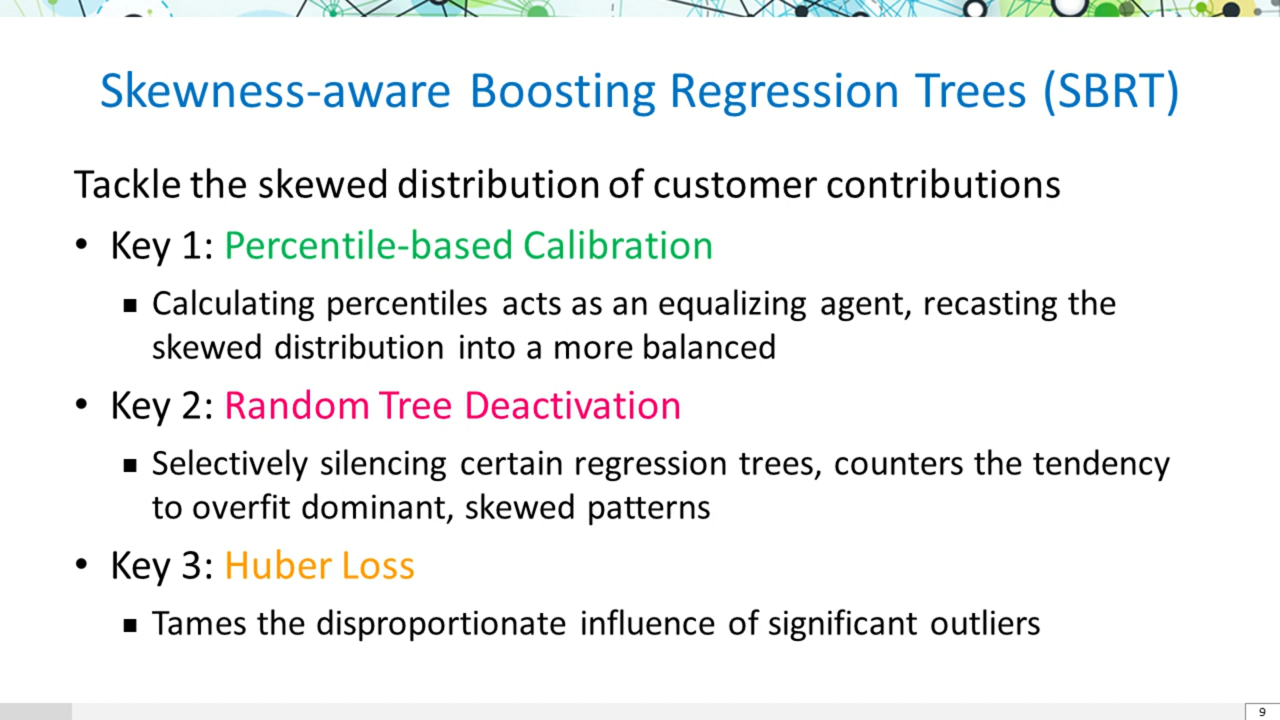 Skewness-aware Boosting Regression Trees (SBRT)
Tackle the skewed distribution of customer contributions
• Key 1: Percentile-based Calibration
▪ Calculating percentiles acts as an equalizing agent, recasting the
skewed distribution into a more balanced
• Key 2: Random Tree Deactivation
▪ Selectively silencing certain regression trees, counters the tendency
to overfit dominant, skewed patterns
• Key 3: Huber Loss
▪ Tames the disproportionate influence of significant outliers
9